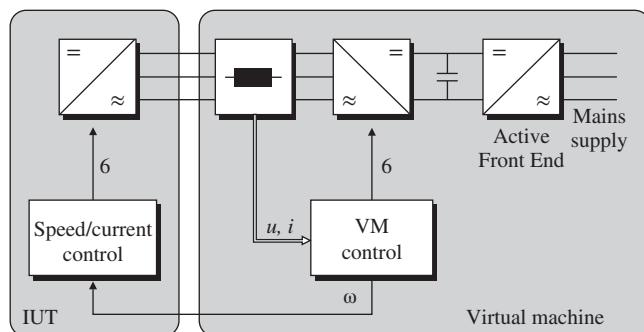 =
≈
=
≈
=
≈
Active
Front End
Mains
supply
6
6
Speed/current
control
u, i
VM
control
ω
IUT
Virtual machine